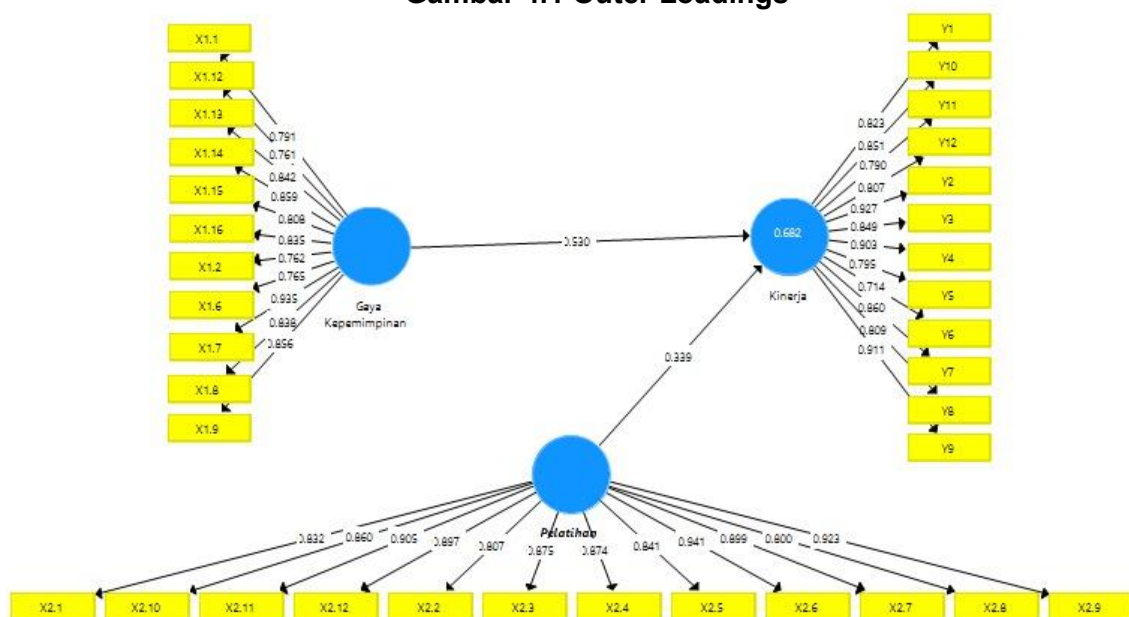 Gambar 4.1 Outer Loadings
X1.1
X1.12
X1.13
X1.14
X1.15
X1.16
X1.2
X1.6
X1.7
X1.8
X1.9
0.791
0.761
0.842
0.859
0.808
0.835
0.762
0.765
0.935
0.838
0.856
Gaya
Kepemimpinan
0.530
0.682
Kinerja
0.339
0.823
0.851
0.790
0.807
0.927
0.849
0.903
0.795
0.714
0.860
0.809
0.911
Y1
Y10
Y11
Y12
Y2
Y3
Y4
Y5
Y6
Y7
Y8
Y9
Pelatihan
0.832 0.860 0.905 0.897 0.807 0.875 0.874 0.841 0.941 0.899 0.800 0.923
X2.1 X2.10 X2.11 X2.12 X2.2 X2.3 X2.4 X2.5 X2.6 X2.7 X2.8 X2.9